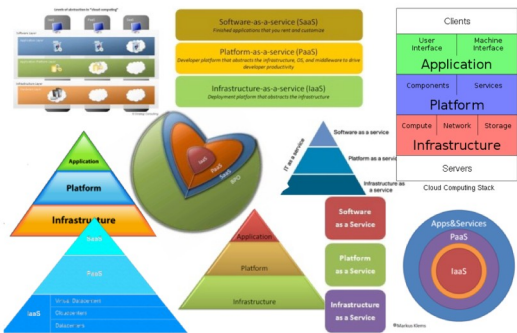 Levels of abstraction in "cloud computing"
Software-as-a-service (SaaS)
Finished applications that you rent and customize
Platform-as-a-service (PaaS)
Developer platform that abstracts the infrastructure, OS, and middleware to drive
developer productivity
Infrastructure-as-a-service (IaaS)
Deployment platform that abstracts the infrastructure
Clients
User
Interface
Machine
Interface
Application
Components
Services
Platform
Compute
Network
Storage
Infrastructure
Servers
Cloud Computing Stack
Application
Platform
Infrastructure
IaaS
PaaS
SaaS
BPO
IT as a service
Software as a service
Platform as a service
Infrastructure as
a service
PaaS
IaaS
Application
Platform
Infrastructure
Software
as a Service
Platform
as a Service
Infrastructure
as a Service
Apps&Services
PaaS
IaaS
©Markus Klems